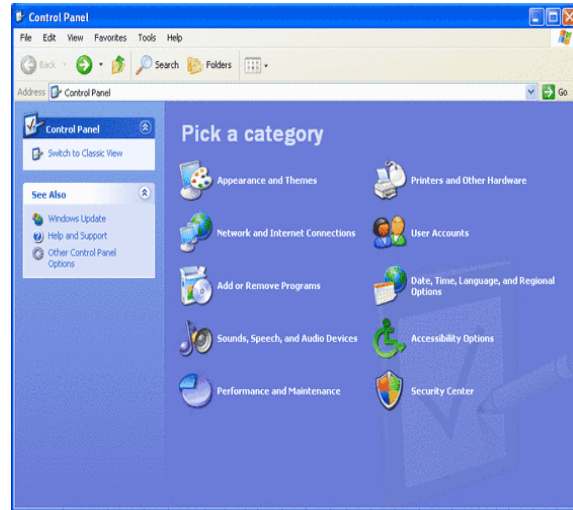 Control Panel
File Edit View Favorites Tools Help
Back Search Folders
Address Control Panel Go
Control Panel
Switch to Classic View
See Also
Windows Update
Help and Support
Other Control Panel
Options
Pick a category
Appearance and Themes
Printers and Other Hardware
Network and Internet Connections
User Accounts
Add or Remove Programs
Date, Time, Language, and Regional
Options
Sounds, Speech, and Audio Devices
Accessibility Options
Performance and Maintenance
Security Center